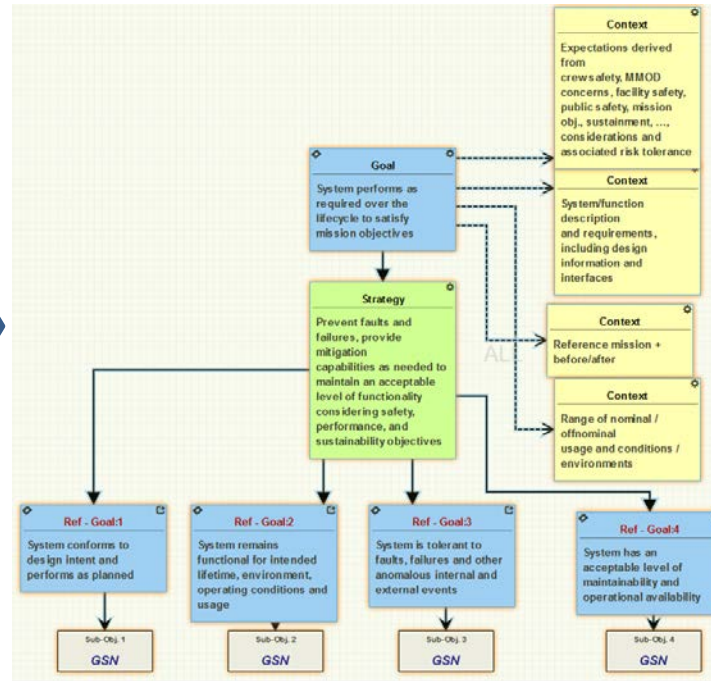 Context
Expectations derived
from
crew safety, MMOD
concerns, facility safety,
public safety, mission
obj., sustainment, ...,
considerations and
associated risk tolerance
Goal
System performs as
required over the
lifecycle to satisfy
mission objectives
Context
System/function
description
and requirements,
including design
information and
interfaces
Strategy
Prevent faults and
failures, provide
mitigation
capabilities as needed to
maintain an acceptable
level of functionality
considering safety,
performance, and
sustainability objectives
Context
Reference mission +
before/after
Context
Range of nominal /
offnominal
usage and conditions /
environments
Ref - Goal:1
System conforms to
design intent and
performs as planned
Ref - Goal:2
System remains
functional for intended
lifetime, environment,
operating conditions and
usage
Ref - Goal:3
System is tolerant to
faults, failures and other
anomalous internal and
external events
Ref - Goal:4
System has an
acceptable level of
maintainability and
operational availability
Sub-Obj. 1
GSN
Sub-Obj. 2
GSN
Sub-Obj. 3
GSN
Sub-Obj. 4
GSN